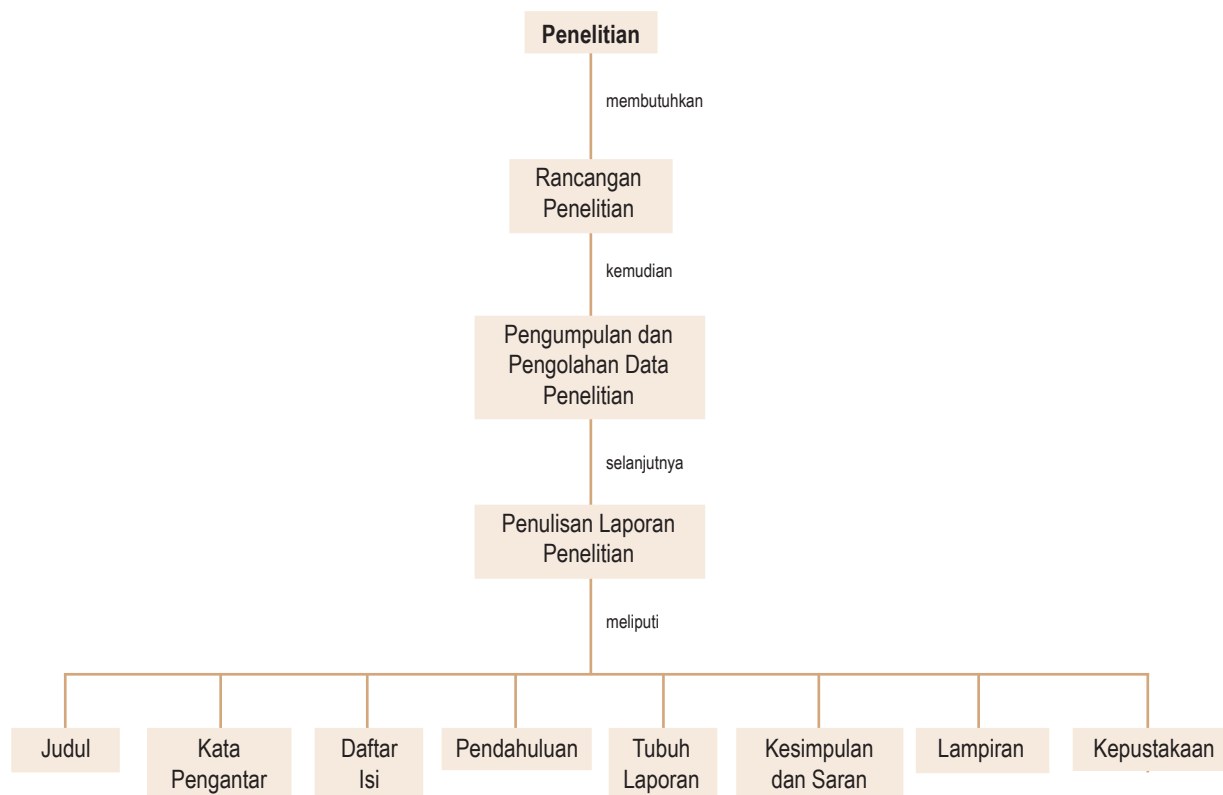 Penelitian
membutuhkan
Rancangan
Penelitian
kemudian
Pengumpulan dan
Pengolahan Data
Penelitian
selanjutnya
Penulisan Laporan
Penelitian
meliputi
Judul
Kata
Pengantar
Daftar
Isi
Pendahuluan
Tubuh
Laporan
Kesimpulan
dan Saran
Lampiran
Kepustakaan